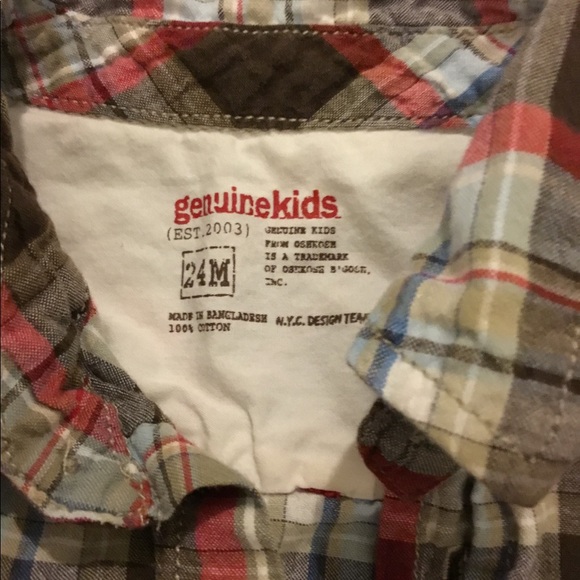 genuinekids
(EST.2003)
24M
GENUINE KIDS
FROM OSHKOSH
IS A TRADEMARK
OF OSHKOSH B'GOSH,
INC.
MADE IN BANGLADESH
100% COTTON
N.Y.C. DESIGN TEAM